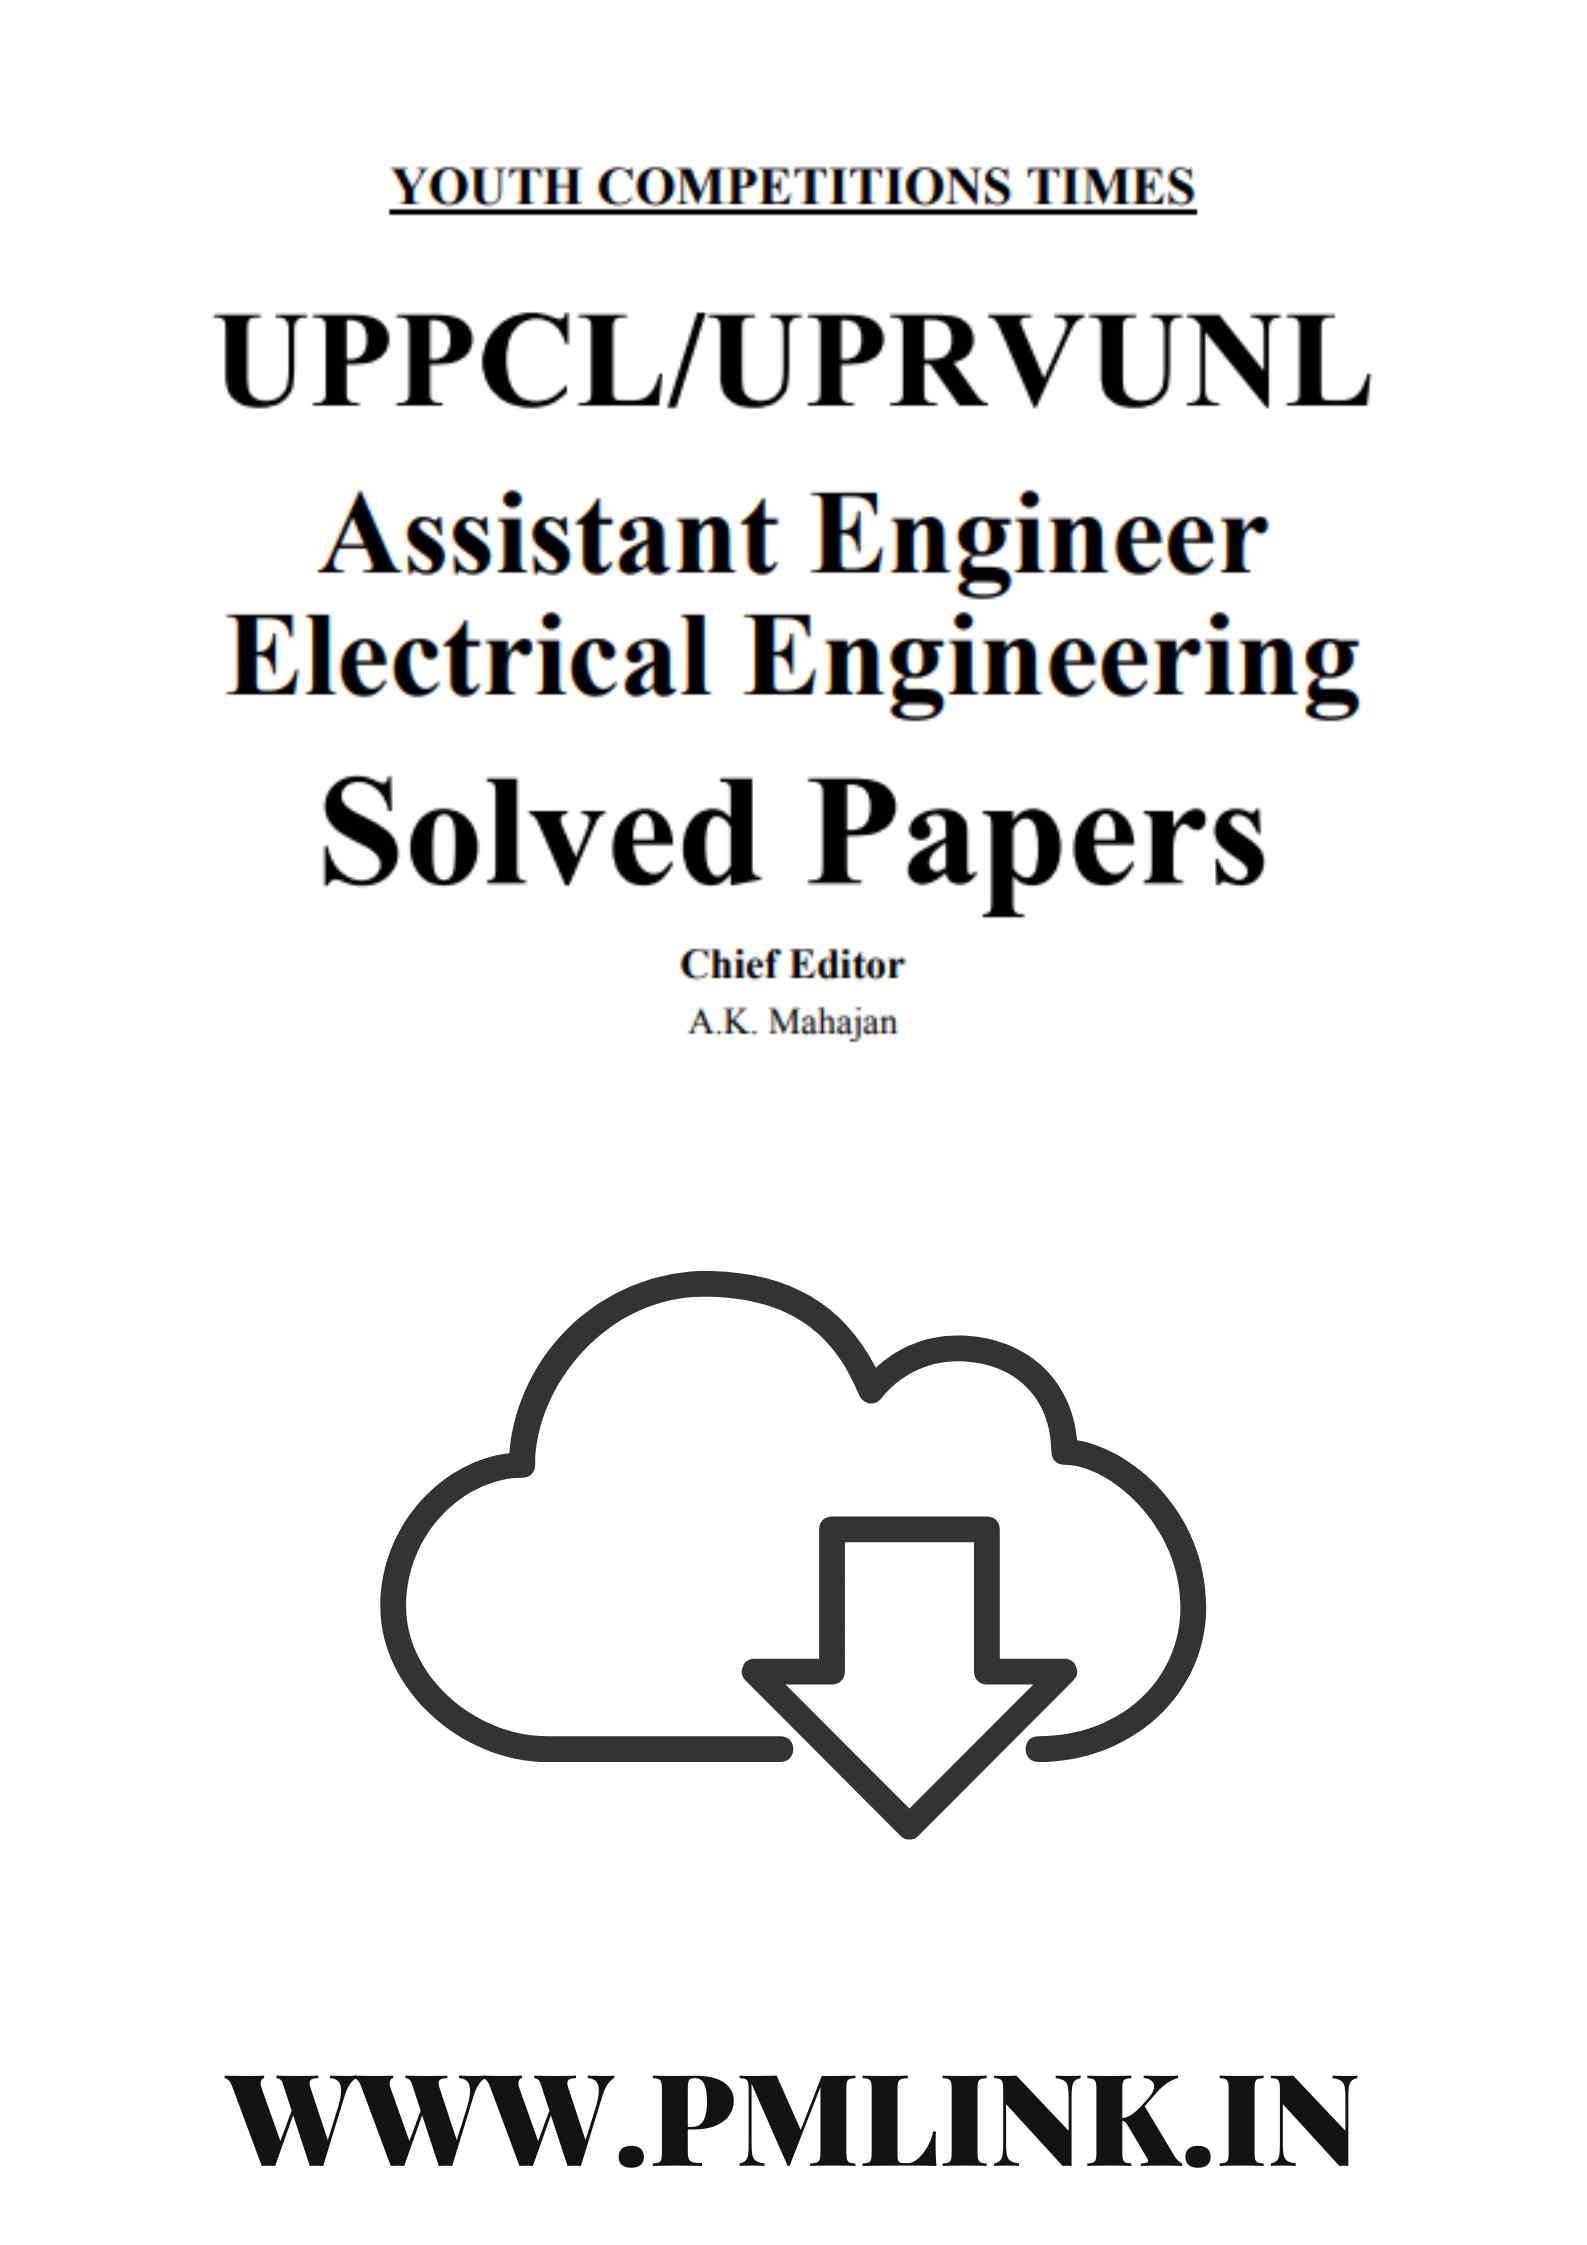 YOUTH COMPETITIONS TIMES
UPPCL/UPRVUNL
Assistant Engineer
Electrical Engineering
Solved Papers
Chief Editor
A.K. Mahajan
WWW.PMLINK.IN